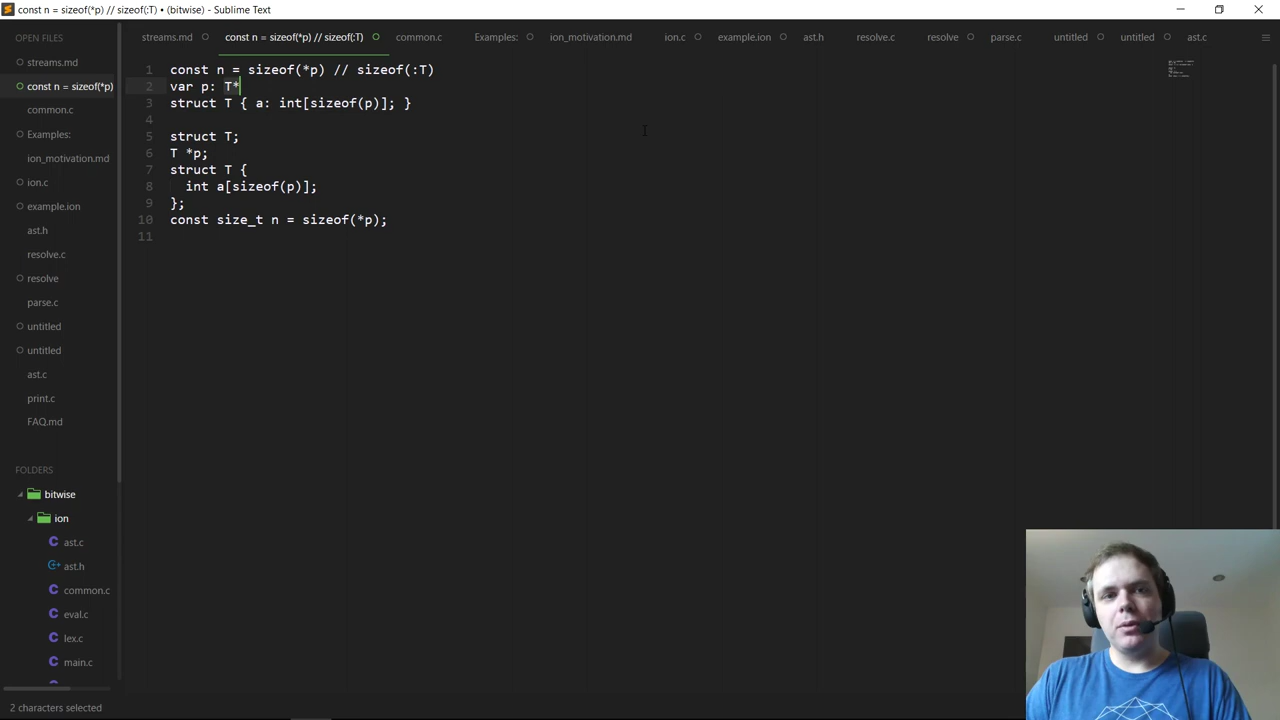 const n = sizeof(*p) // sizeof(:T) • (bitwise) - Sublime Text
OPEN FILES
streams.md
const n = sizeof(*p)
common.c
Examples:
ion_motivation.md
ion.c
example.ion
ast.h
resolve.c
resolve
parse.c
untitled
untitled
ast.c
print.c
FAQ.md
FOLDERS
bitwise
ion
ast.c
ast.h
common.c
eval.c
lex.c
main.c
streams.md const n = sizeof(*p) // sizeof(:T) common.c Examples: ion_motivation.md ion.c example.ion ast.h resolve.c resolve parse.c untitled untitled ast.c
1 const n = sizeof(*p) // sizeof(:T)
2 var p: T*
3 struct T { a: int[sizeof(p)]; }
4
5 struct T;
6 T *p;
7 struct T {
8 int a[sizeof(p)];
9 };
10 const size_t n = sizeof(*p);
11
2 characters selected